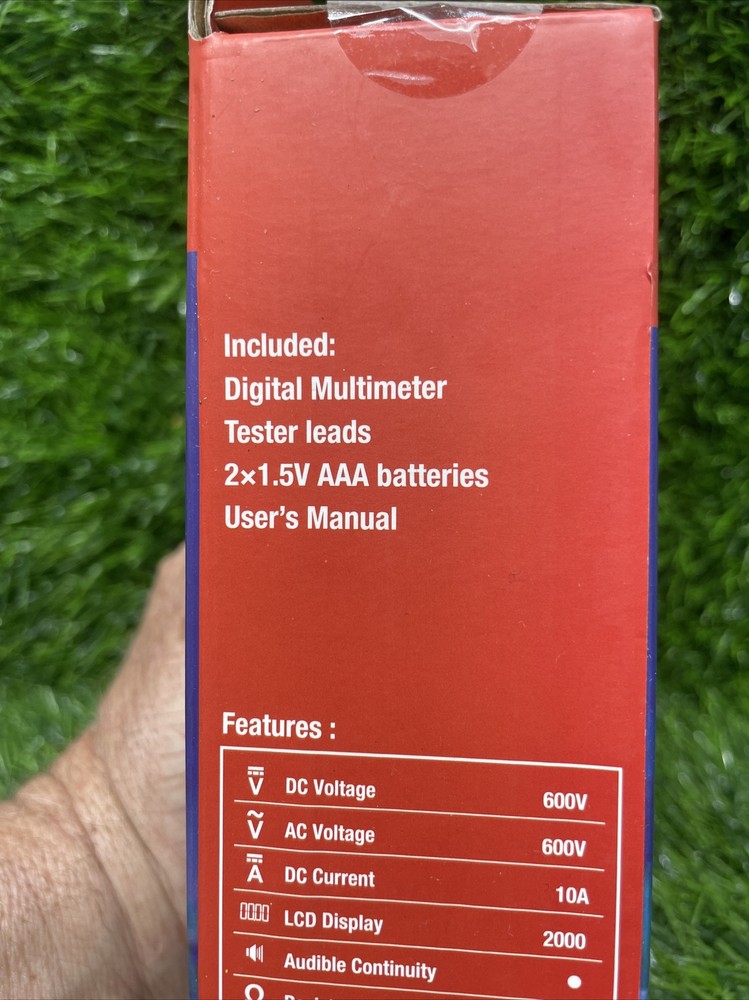 Included:
Digital Multimeter
Tester leads
2×1.5V AAA batteries
User's Manual
Features :
V DC Voltage 600V
V AC Voltage 600V
A DC Current 10A
LCD Display 2000
Audible Continuity